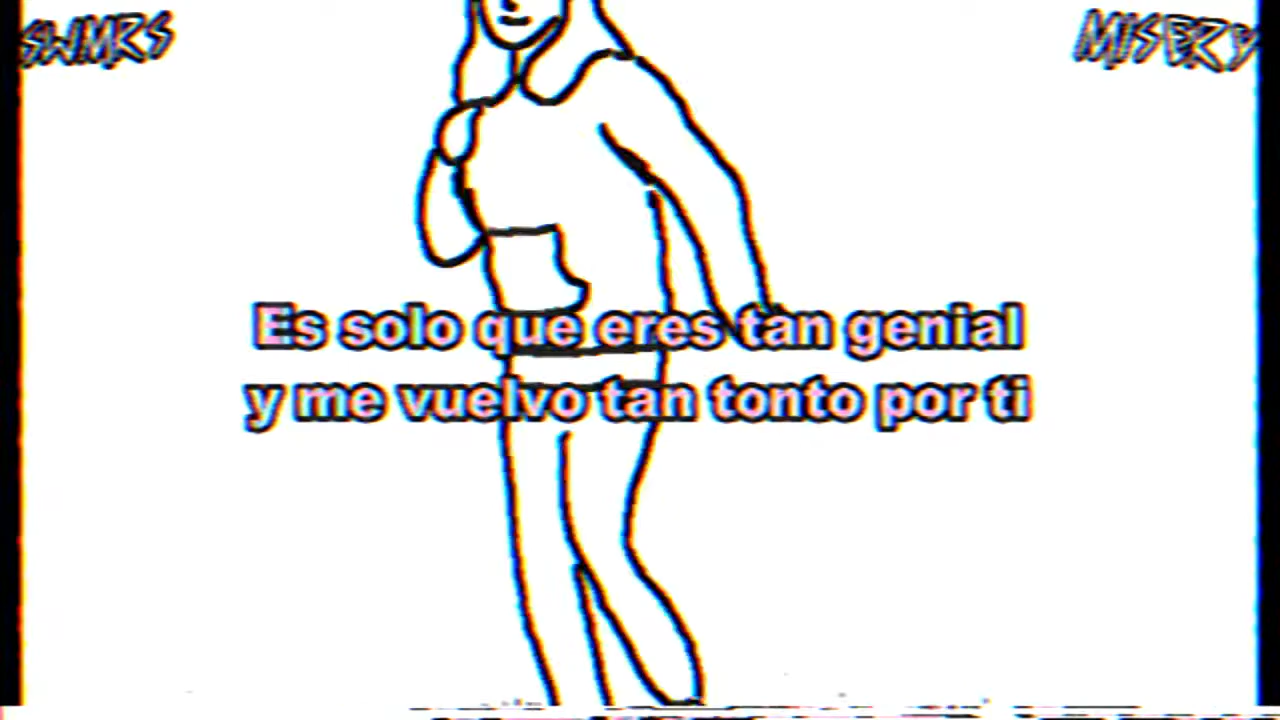 SWMRS
MISERY
Es solo que eres tan genial
y me vuelvo tan tonto por ti